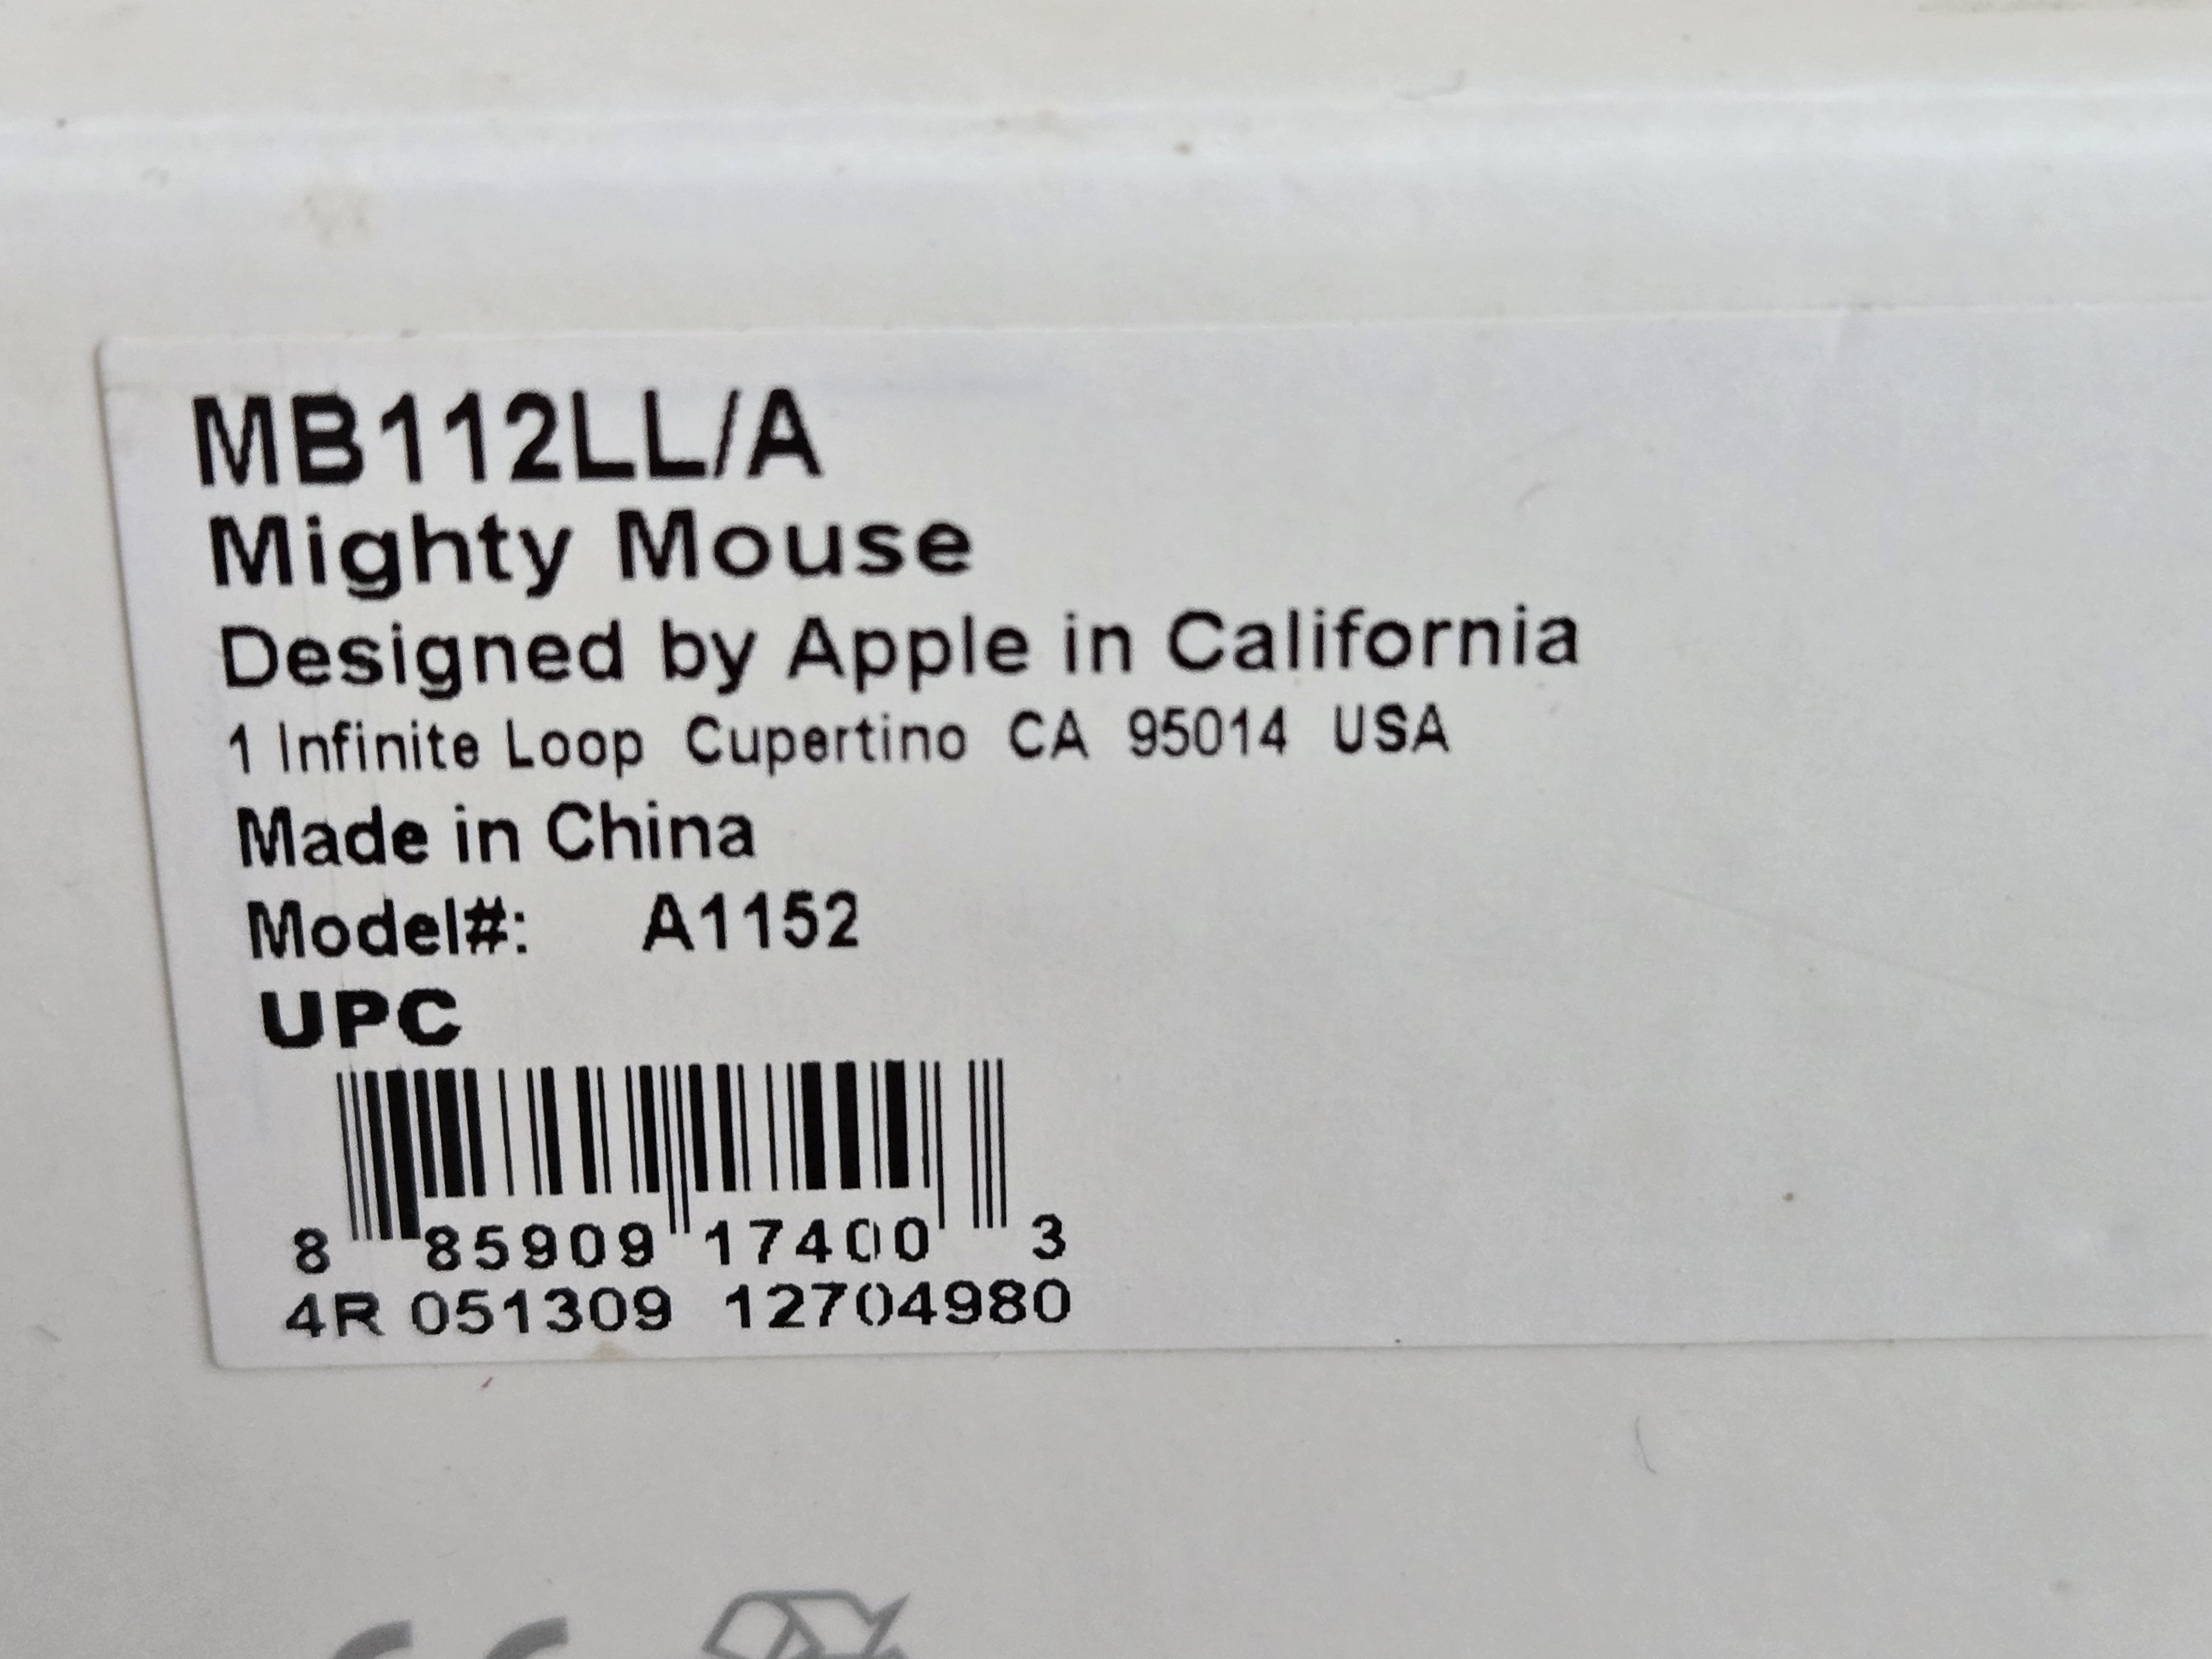 MB112LL/A
Mighty Mouse
Designed by Apple in California
1 Infinite Loop Cupertino CA 95014 USA
Made in China
Model#: A1152
UPC
8 85909 17400 3
4R 051309 12704980